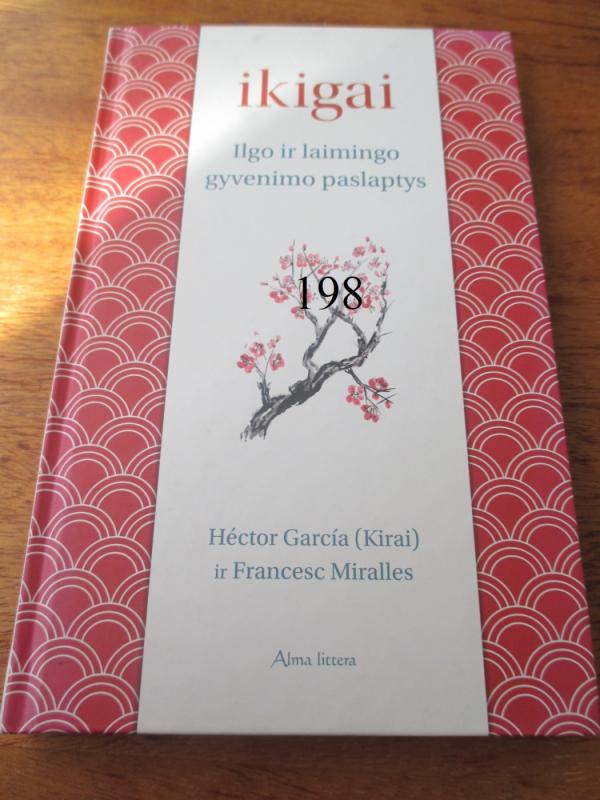 ikigai
Ilgo ir laimingo
gyvenimo paslaptys
198
Héctor García (Kirai)
ir Francesc Miralles
Alma littera